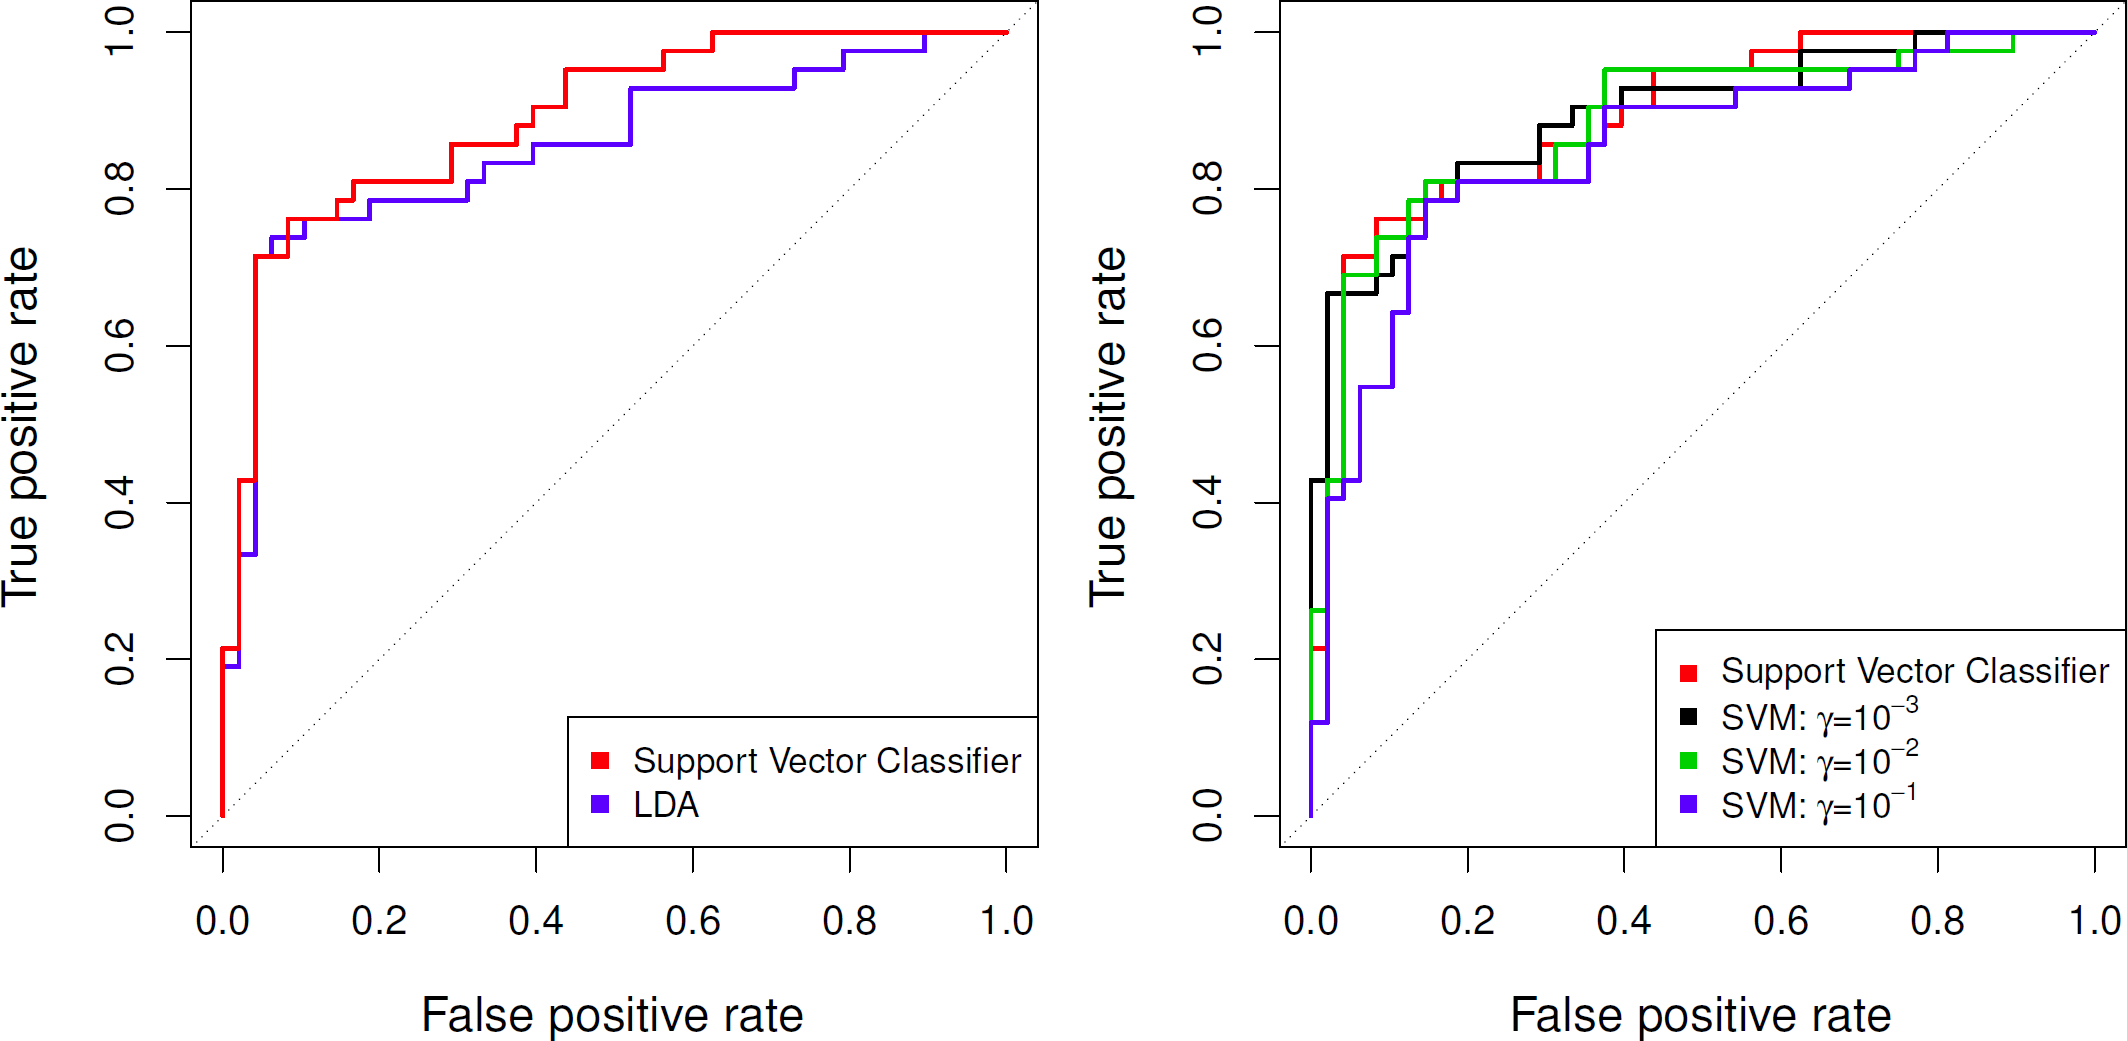 True positive rate
1.0
0.8
0.6
0.4
0.2
0.0
Support Vector Classifier
LDA
0.0 0.2 0.4 0.6 0.8 1.0
False positive rate
True positive rate
1.0
0.8
0.6
0.4
0.2
0.0
Support Vector Classifier
SVM: γ=10⁻³
SVM: γ=10⁻²
SVM: γ=10⁻¹
0.0 0.2 0.4 0.6 0.8 1.0
False positive rate